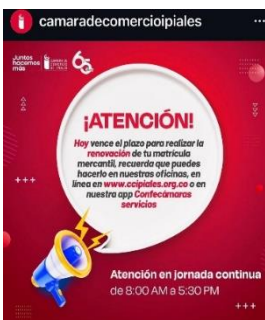 camaradecomercioipiales
Juntos
hacemos
más
¡ATENCIÓN!
Hoy vence el plazo para realizar la
renovación de tu matrícula
mercantil, recuerda que puedes
hacerlo en nuestras oficinas, en
línea en www.ccipiales.org.co o en
nuestra app Confecámaras
servicios
Atención en jornada continua
de 8:00 AM a 5:30 PM